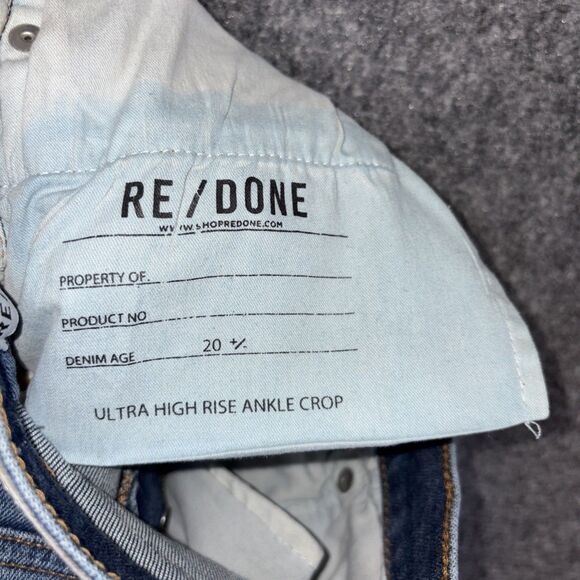 RE/DONE
WWW.SHOPREDONE.COM
PROPERTY OF.
PRODUCT NO
DENIM AGE 20 +/-
ULTRA HIGH RISE ANKLE CROP